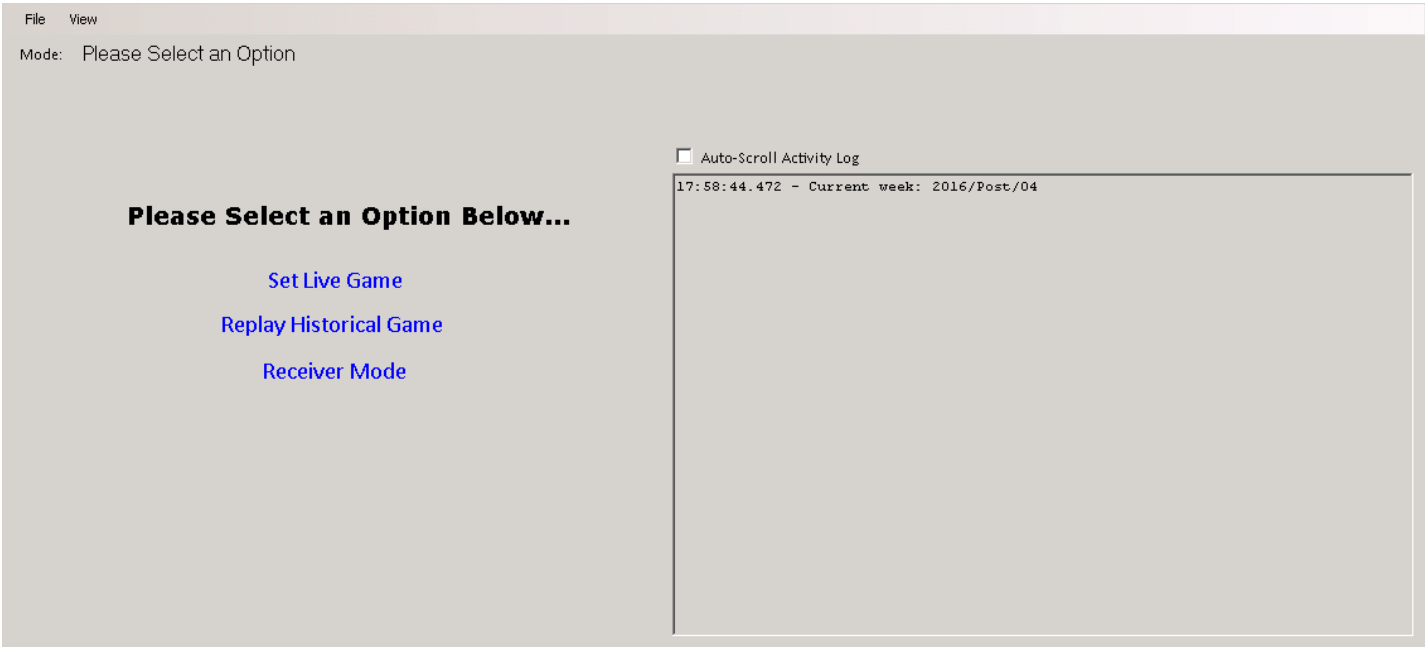 File View
Mode: Please Select an Option
Please Select an Option Below...
Set Live Game
Replay Historical Game
Receiver Mode
Auto-Scroll Activity Log
17:58:44.472 - Current week: 2016/Post/04